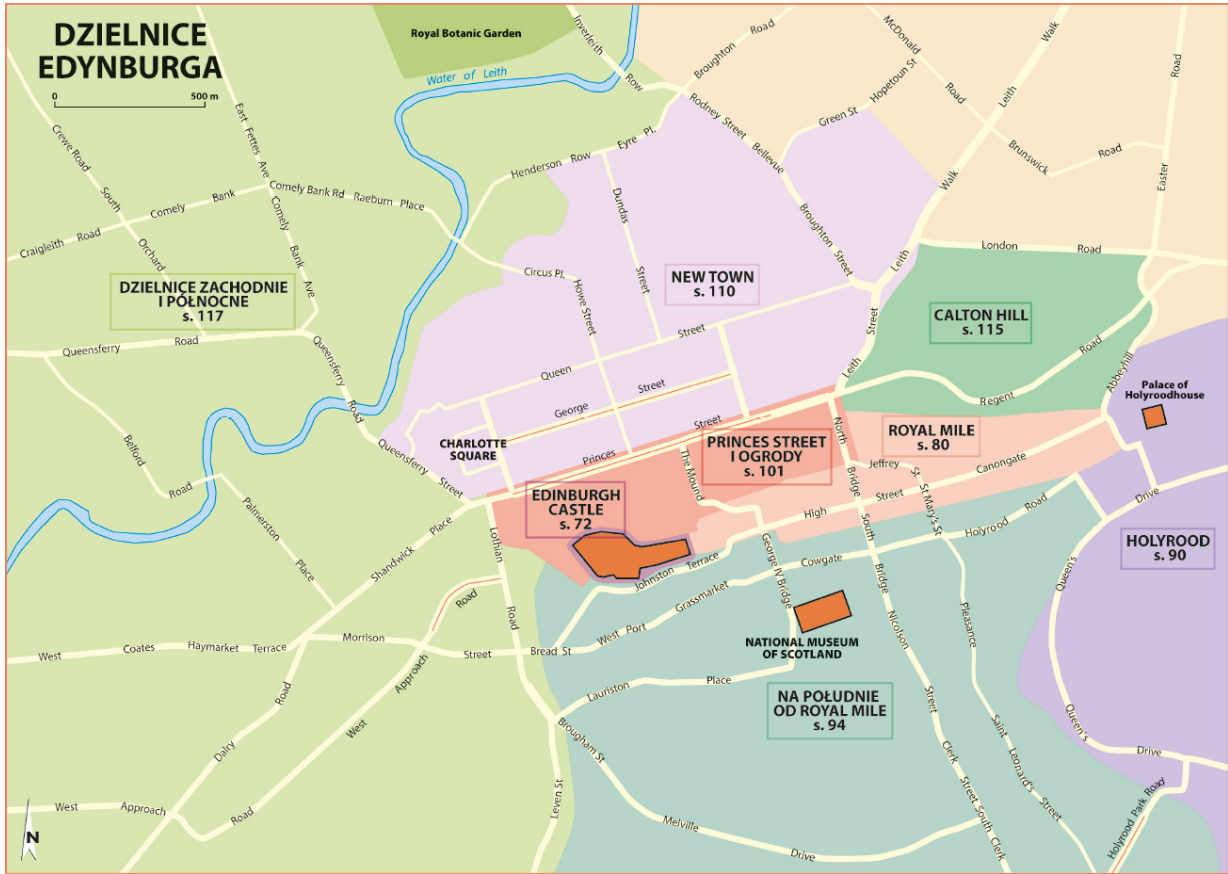 DZIELNICE
EDYNBURGA
0 500 m
Royal Botanic Garden
Water of Leith
Inverleith Row
Broughton Road
McDonald Road
Hopetoun St
Green St
Leith Walk
Leith Walk
Easter Road
Brunswick Road
Rodney Street
Bellevue
Broughton Street
Eyre Pl.
Henderson Row
Dundas Street
Crewe Road South
East Fettes Ave
Comely Bank Ave
Craigleith Road
Comely Bank
Comely Bank Rd
Raeburn Place
Orchard
Circus Pl.
Howe Street
London Road
Leith
Leith Street
DZIELNICE ZACHODNIE
I PÓŁNOCNE
s. 117
NEW TOWN
s. 110
CALTON HILL
s. 115
Queensferry Road
Queensferry Road
Queensferry Street
Queen Street
George Street
Princes Street
CHARLOTTE
SQUARE
Regent Road
Abbeyhill
Palace of
Holyroodhouse
ROYAL MILE
s. 80
PRINCES STREET
I OGRODY
s. 101
The Mound
North Bridge
Jeffrey St
St Mary's St
Canongate
Belford Road
Palmerston Place
EDINBURGH
CASTLE
s. 72
High Street
Holyrood Road
Queen's Drive
HOLYROOD
s. 90
Shandwick Place
Lothian Road
Johnston Terrace
George IV Bridge
South Bridge
Cowgate
Grassmarket
West Port
Bread St
Pleasance
Nicolson Street
NATIONAL MUSEUM
OF SCOTLAND
West Coates
Haymarket Terrace
Morrison Street
West Approach Road
Dalry Road
Lauriston Place
NA POŁUDNIE
OD ROYAL MILE
s. 94
Brougham St
Leven St
Melville Drive
Clerk Street
South Clerk
Saint Leonard's Street
Queen's Drive
Holyrood Park Road
West Approach Road
N